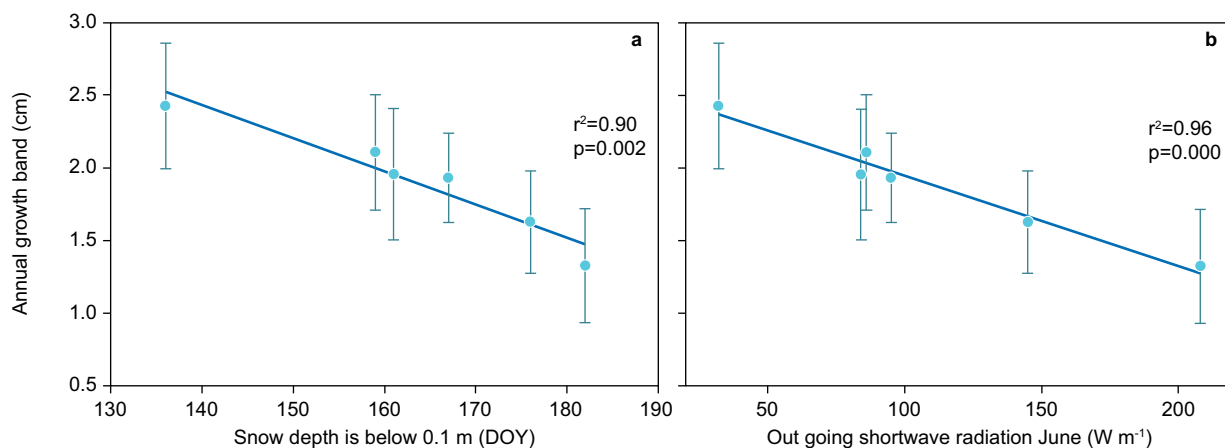 3.0
2.5
2.0
1.5
1.0
0.5
Annual growth band (cm)
a
r²=0.90
p=0.002
130 140 150 160 170 180 190
Snow depth is below 0.1 m (DOY)
b
r²=0.96
p=0.000
50 100 150 200
Out going shortwave radiation June (W m⁻¹)